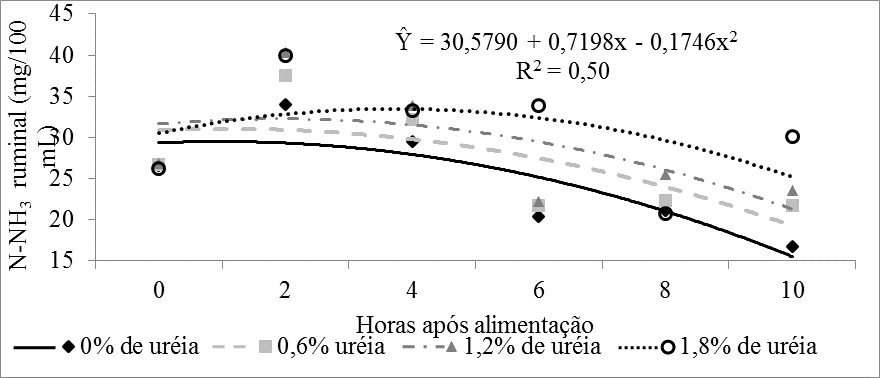 N-NH3 ruminal (mg/100
mL)
45
40
35
30
25
20
15
Ŷ = 30,5790 + 0,7198x - 0,1746x²
R² = 0,50
0 2 4 6 8 10
Horas após alimentação
0% de uréia 0,6% uréia 1,2% de uréia 1,8% de uréia